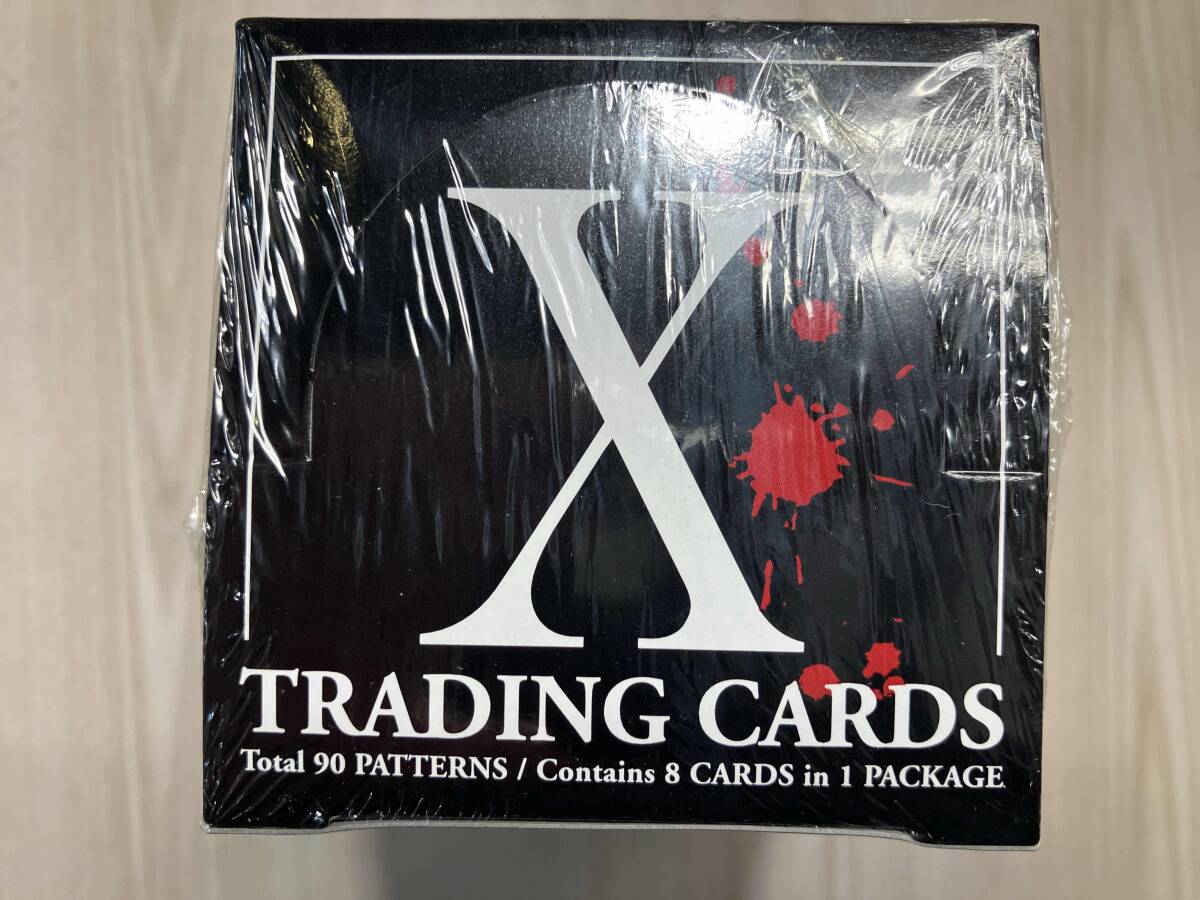 X
TRADING CARDS
Total 90 PATTERNS / Contains 8 CARDS in 1 PACKAGE